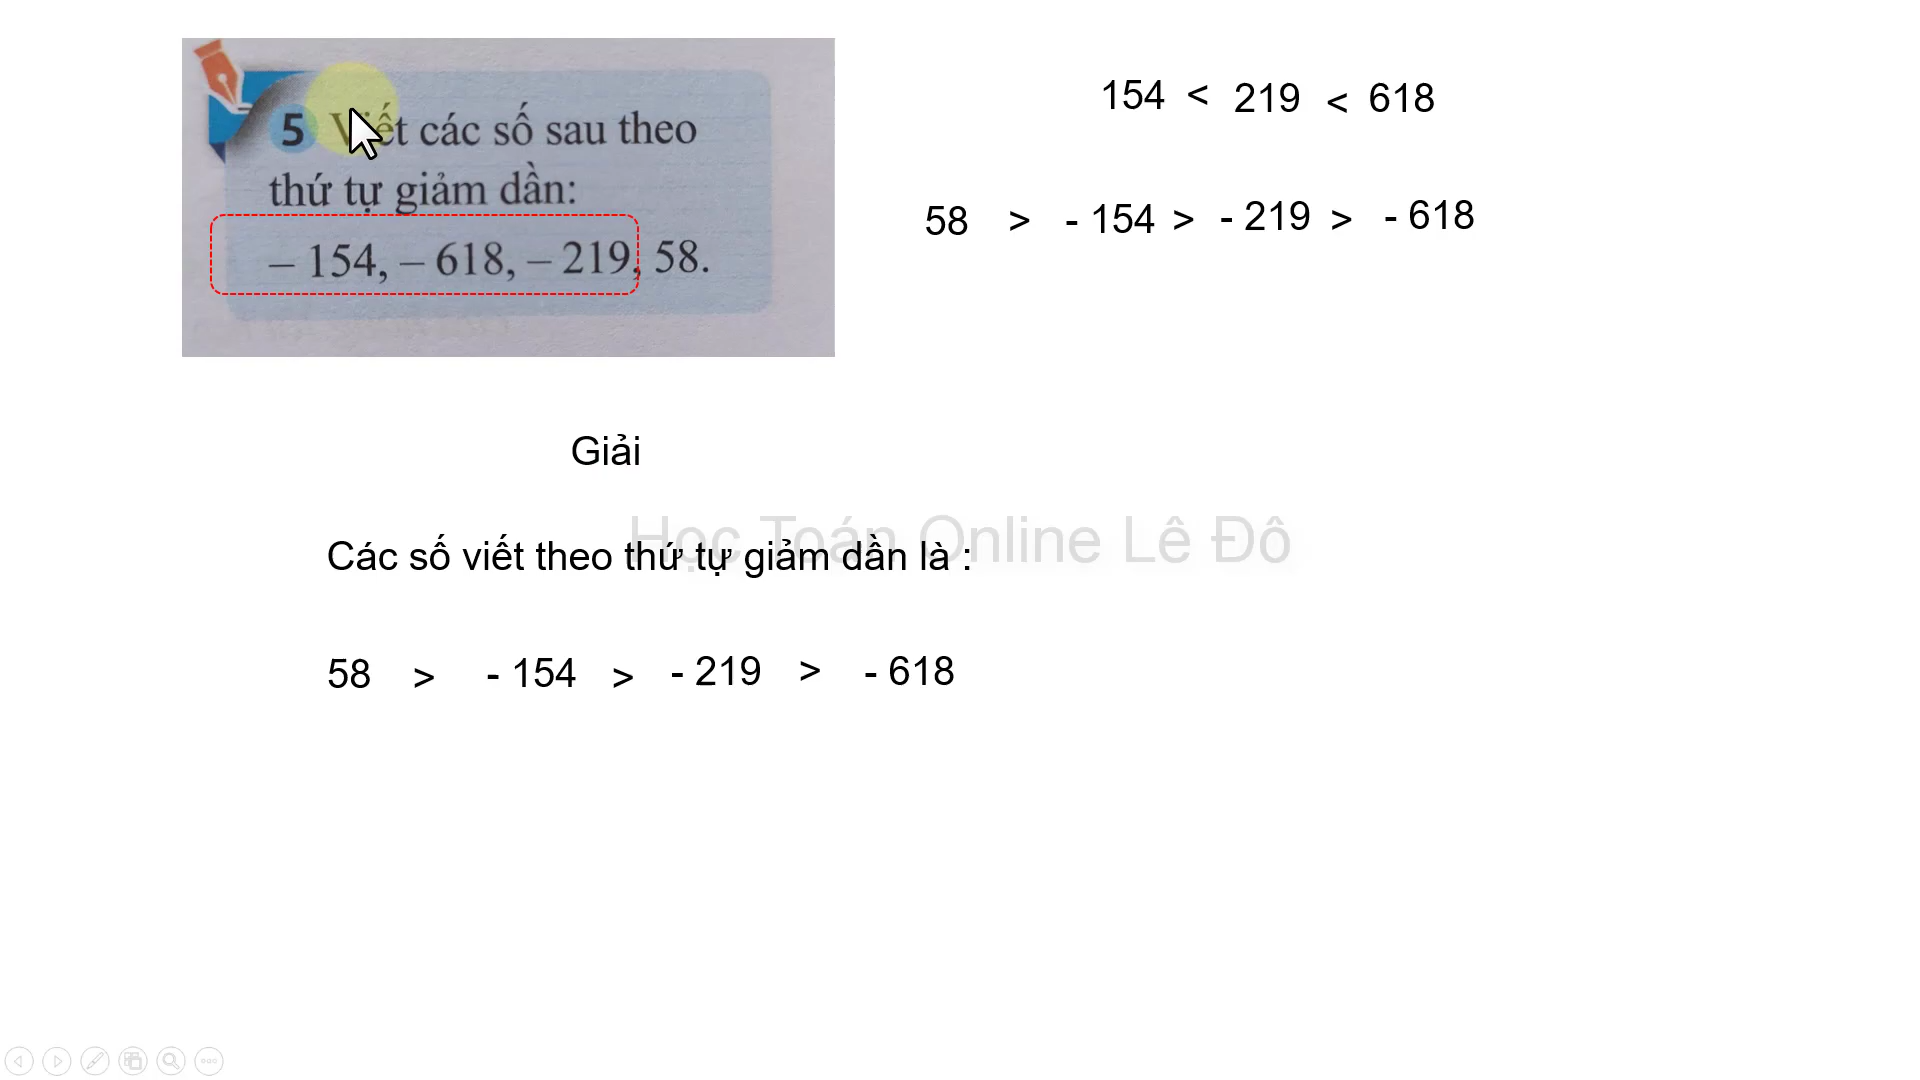 5 Viết các số sau theo
thứ tự giảm dần:
– 154, – 618, – 219, 58.
154 < 219 < 618
58 > - 154 > - 219 > - 618
Giải
Học Toán Online Lê Đô
Các số viết theo thứ tự giảm dần là :
58 > - 154 > - 219 > - 618